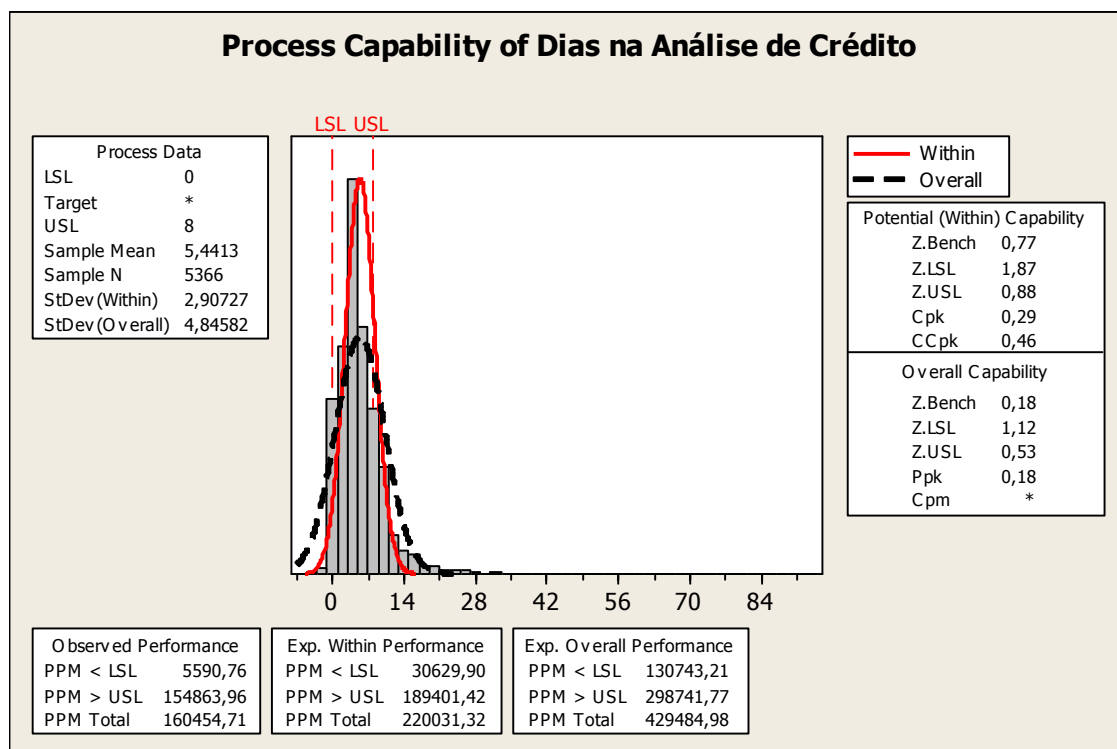 Process Capability of Dias na Análise de Crédito
LSL USL
Process Data
LSL 0
Target *
USL 8
Sample Mean 5,4413
Sample N 5366
StDev(Within) 2,90727
StDev(Overall) 4,84582
Within
Overall
Potential (Within) Capability
Z.Bench 0,77
Z.LSL 1,87
Z.USL 0,88
Cpk 0,29
CCpk 0,46
Overall Capability
Z.Bench 0,18
Z.LSL 1,12
Z.USL 0,53
Ppk 0,18
Cpm *
0 14 28 42 56 70 84
Observed Performance
PPM < LSL 5590,76
PPM > USL 154863,96
PPM Total 160454,71
Exp. Within Performance
PPM < LSL 30629,90
PPM > USL 189401,42
PPM Total 220031,32
Exp. Overall Performance
PPM < LSL 130743,21
PPM > USL 298741,77
PPM Total 429484,98